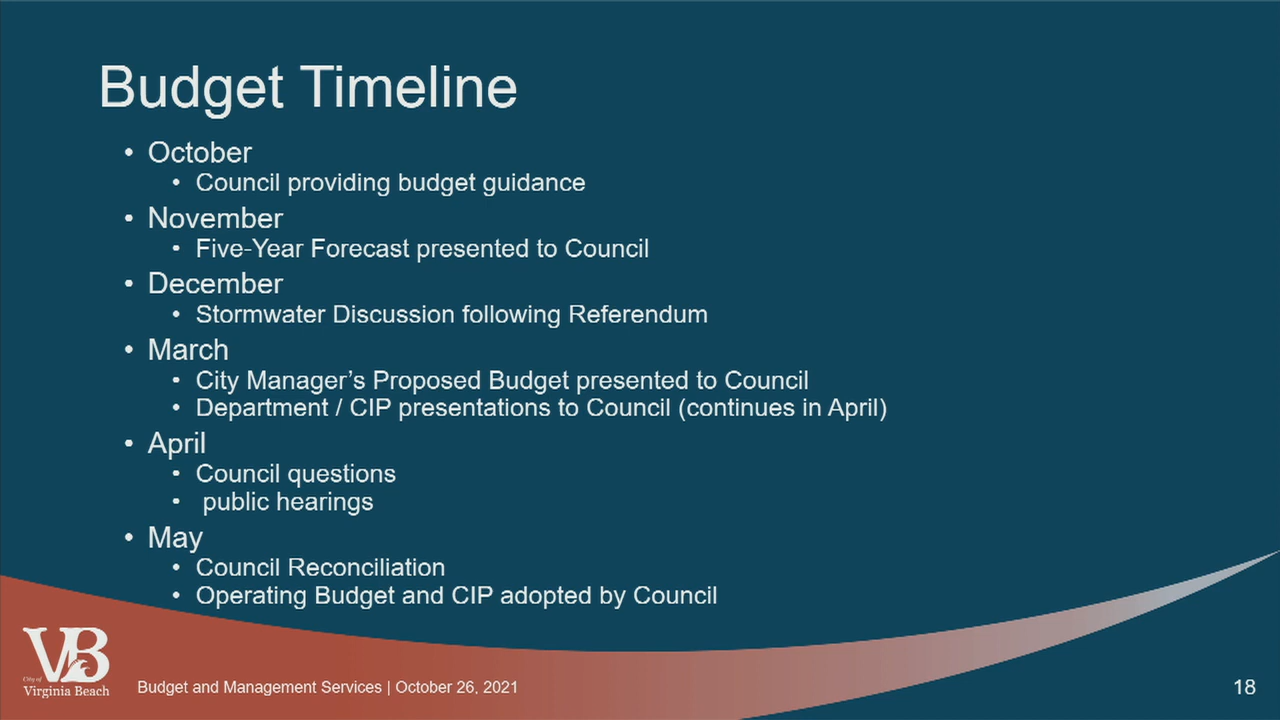 Budget Timeline
• October
• Council providing budget guidance
• November
• Five-Year Forecast presented to Council
• December
• Stormwater Discussion following Referendum
• March
• City Manager’s Proposed Budget presented to Council
• Department / CIP presentations to Council (continues in April)
• April
• Council questions
• public hearings
• May
• Council Reconciliation
• Operating Budget and CIP adopted by Council
VB
City of
Virginia Beach
Budget and Management Services | October 26, 2021
18